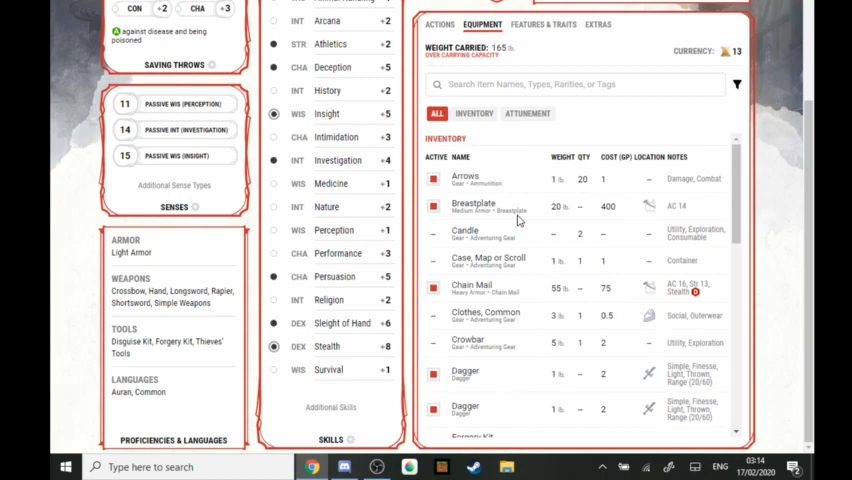 CON +2 CHA +3
against disease and being
poisoned
SAVING THROWS
11 PASSIVE WIS (PERCEPTION)
14 PASSIVE INT (INVESTIGATION)
15 PASSIVE WIS (INSIGHT)
Additional Sense Types
SENSES
ARMOR
Light Armor
WEAPONS
Crossbow, Hand, Longsword, Rapier,
Shortsword, Simple Weapons
TOOLS
Disguise Kit, Forgery Kit, Thieves'
Tools
LANGUAGES
Auran, Common
PROFICIENCIES & LANGUAGES
INT Arcana +2
STR Athletics +2
CHA Deception +5
INT History +2
WIS Insight +5
CHA Intimidation +3
INT Investigation +4
WIS Medicine +1
INT Nature +2
WIS Perception +1
CHA Performance +3
CHA Persuasion +5
INT Religion +2
DEX Sleight of Hand +6
DEX Stealth +8
WIS Survival +1
Additional Skills
SKILLS
ACTIONS EQUIPMENT FEATURES & TRAITS EXTRAS
WEIGHT CARRIED: 165 lb.
OVER CARRYING CAPACITY
CURRENCY: 13
Search Item Names, Types, Rarities, or Tags
ALL INVENTORY ATTUNEMENT
INVENTORY
ACTIVE NAME WEIGHT QTY COST (GP) LOCATION NOTES
Arrows 1 lb. 20 1 -- Damage, Combat
Gear • Ammunition
Breastplate 20 lb. -- 400 AC 14
Medium Armor • Breastplate
-- Candle -- 2 -- -- Utility, Exploration,
Gear • Adventuring Gear Consumable
-- Case, Map or Scroll 1 lb. 1 1 -- Container
Gear • Adventuring Gear
Chain Mail 55 lb. -- 75 AC 16, Str 13,
Heavy Armor • Chain Mail Stealth D
-- Clothes, Common 3 lb. 1 0.5 Social, Outerwear
Gear • Adventuring Gear
-- Crowbar 5 lb. 1 2 -- Utility, Exploration
Gear • Adventuring Gear
Dagger 1 lb. -- 2 Simple, Finesse,
Dagger Light, Thrown,
Range (20/60)
Dagger 1 lb. -- 2 Simple, Finesse,
Dagger Light, Thrown,
Range (20/60)
Forgery Kit
Type here to search
ENG
03:14
17/02/2020
2